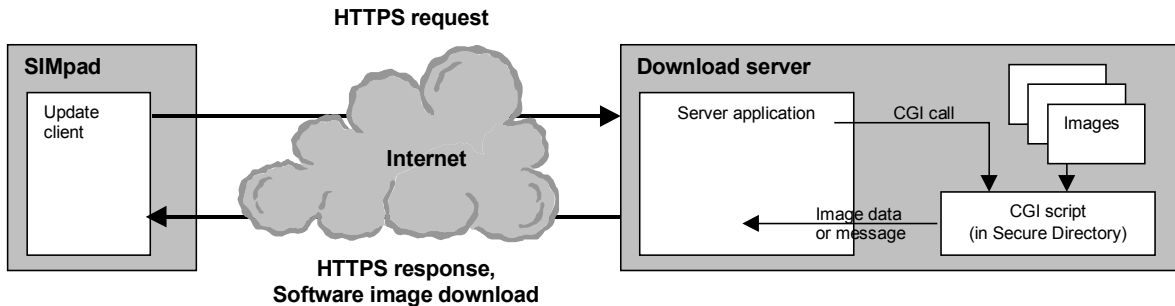 HTTPS request
SIMpad
Update
client
Internet
HTTPS response,
Software image download
Download server
Server application
CGI call
Images
Image data
or message
CGI script
(in Secure Directory)